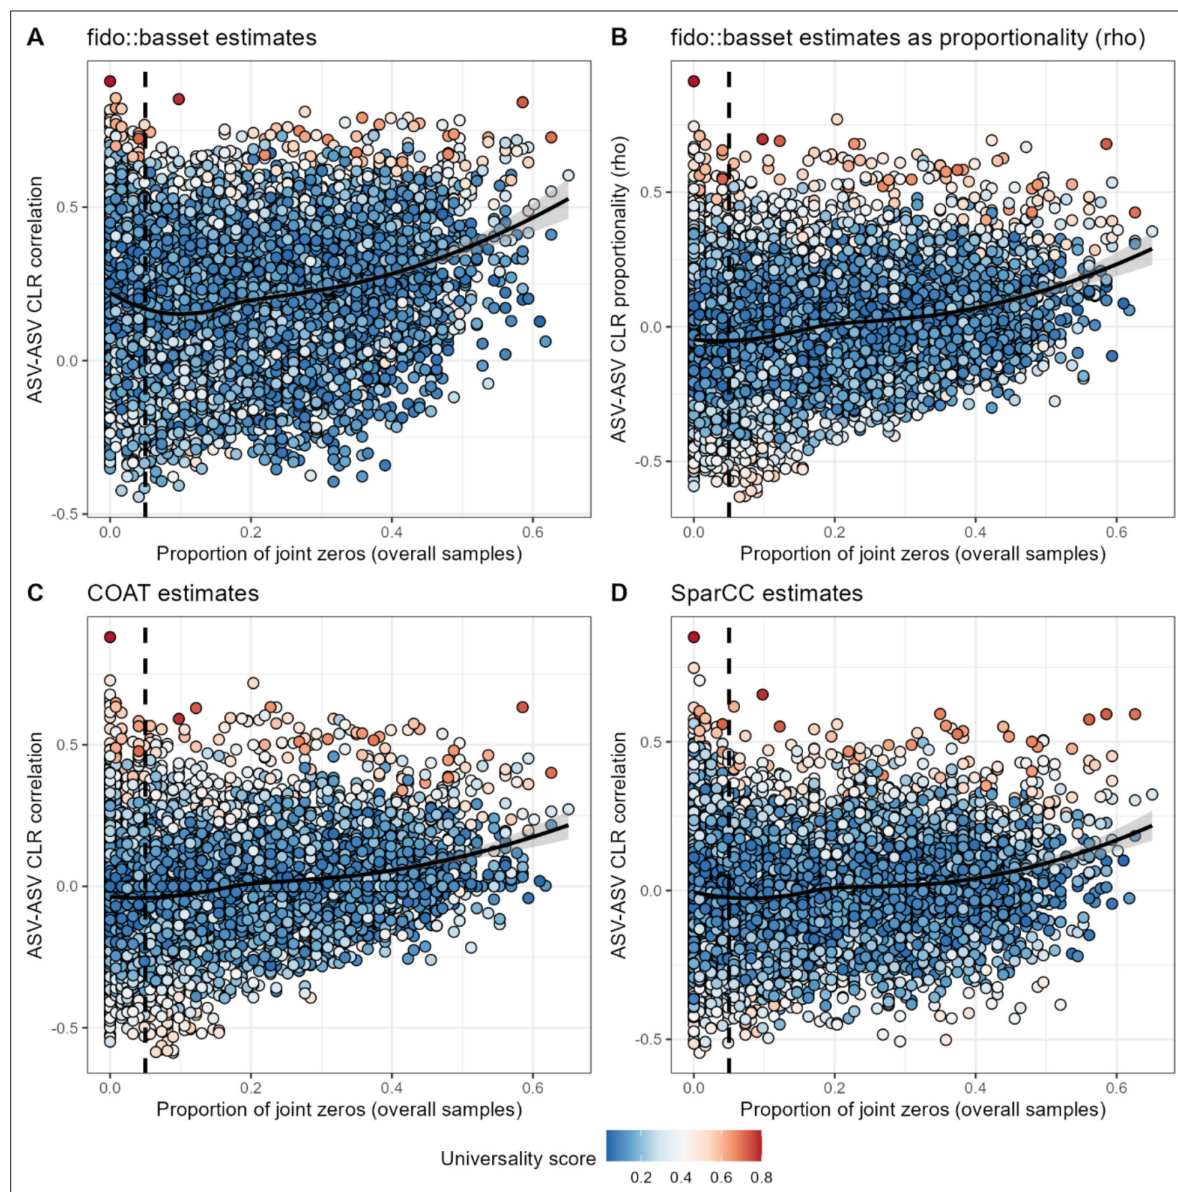 A fido::basset estimates
ASV-ASV CLR correlation
0.5
0.0
-0.5
0.0 0.2 0.4 0.6
Proportion of joint zeros (overall samples)
B fido::basset estimates as proportionality (rho)
ASV-ASV CLR proportionality (rho)
0.5
0.0
-0.5
0.0 0.2 0.4 0.6
Proportion of joint zeros (overall samples)
C COAT estimates
ASV-ASV CLR correlation
0.5
0.0
-0.5
0.0 0.2 0.4 0.6
Proportion of joint zeros (overall samples)
D SparCC estimates
ASV-ASV CLR correlation
0.5
0.0
-0.5
0.0 0.2 0.4 0.6
Proportion of joint zeros (overall samples)
Universality score
0.2 0.4 0.6 0.8